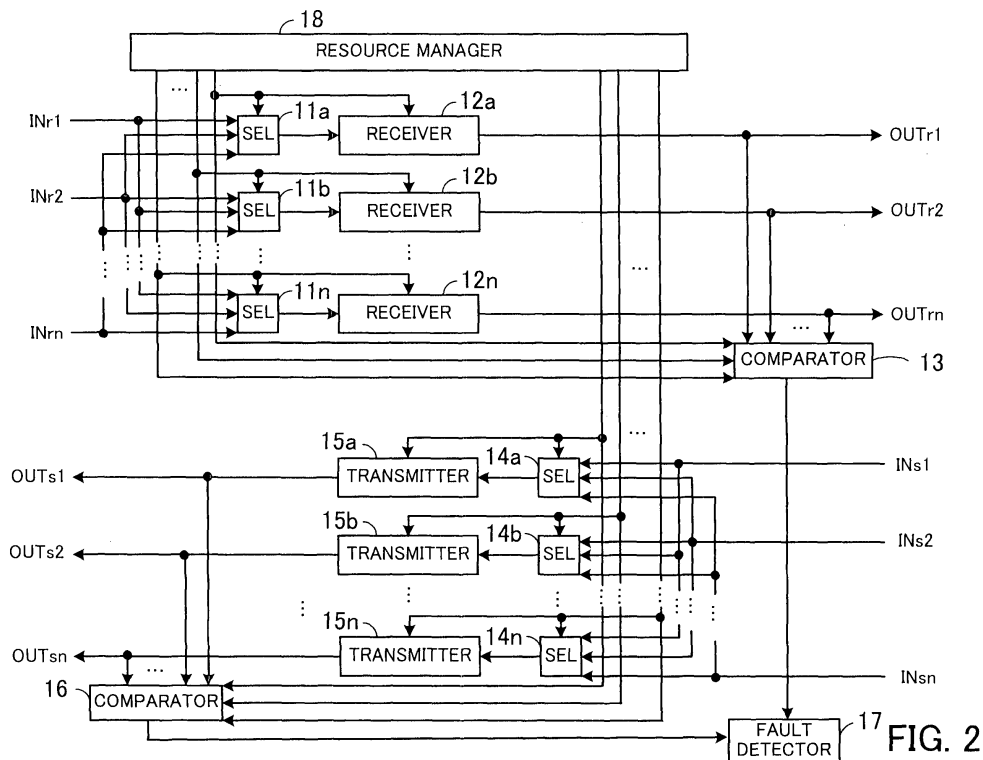 18
RESOURCE MANAGER
...
11a
12a
INr1
SEL
RECEIVER
OUTr1
11b
12b
INr2
SEL
RECEIVER
OUTr2
...
11n
12n
INrn
SEL
RECEIVER
OUTrn
...
COMPARATOR
13
...
15a
14a
OUTs1
TRANSMITTER
SEL
INs1
15b
14b
OUTs2
TRANSMITTER
SEL
INs2
15n
14n
OUTsn
TRANSMITTER
SEL
INsn
...
16
COMPARATOR
FAULT
DETECTOR
17
FIG. 2